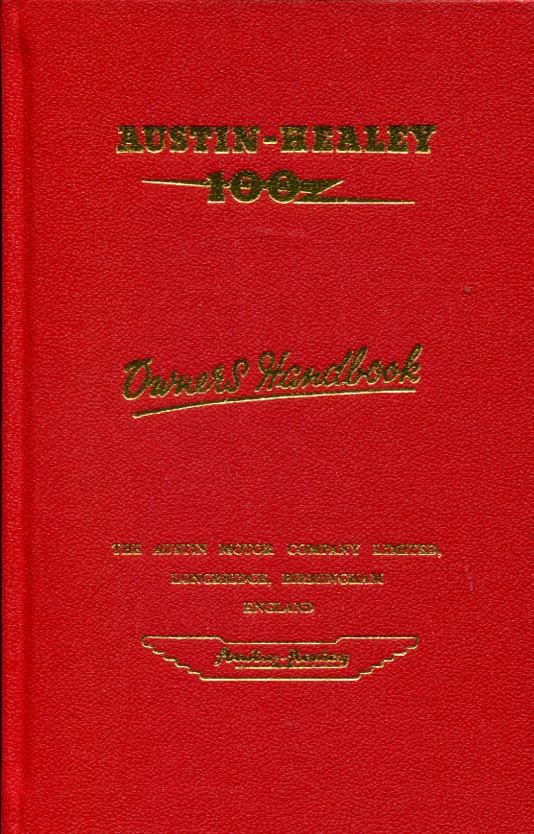 AUSTIN-HEALEY
100
Owners Handbook
THE AUSTIN MOTOR COMPANY LIMITED,
LONGBRIDGE, BIRMINGHAM
ENGLAND
Austin-Healey